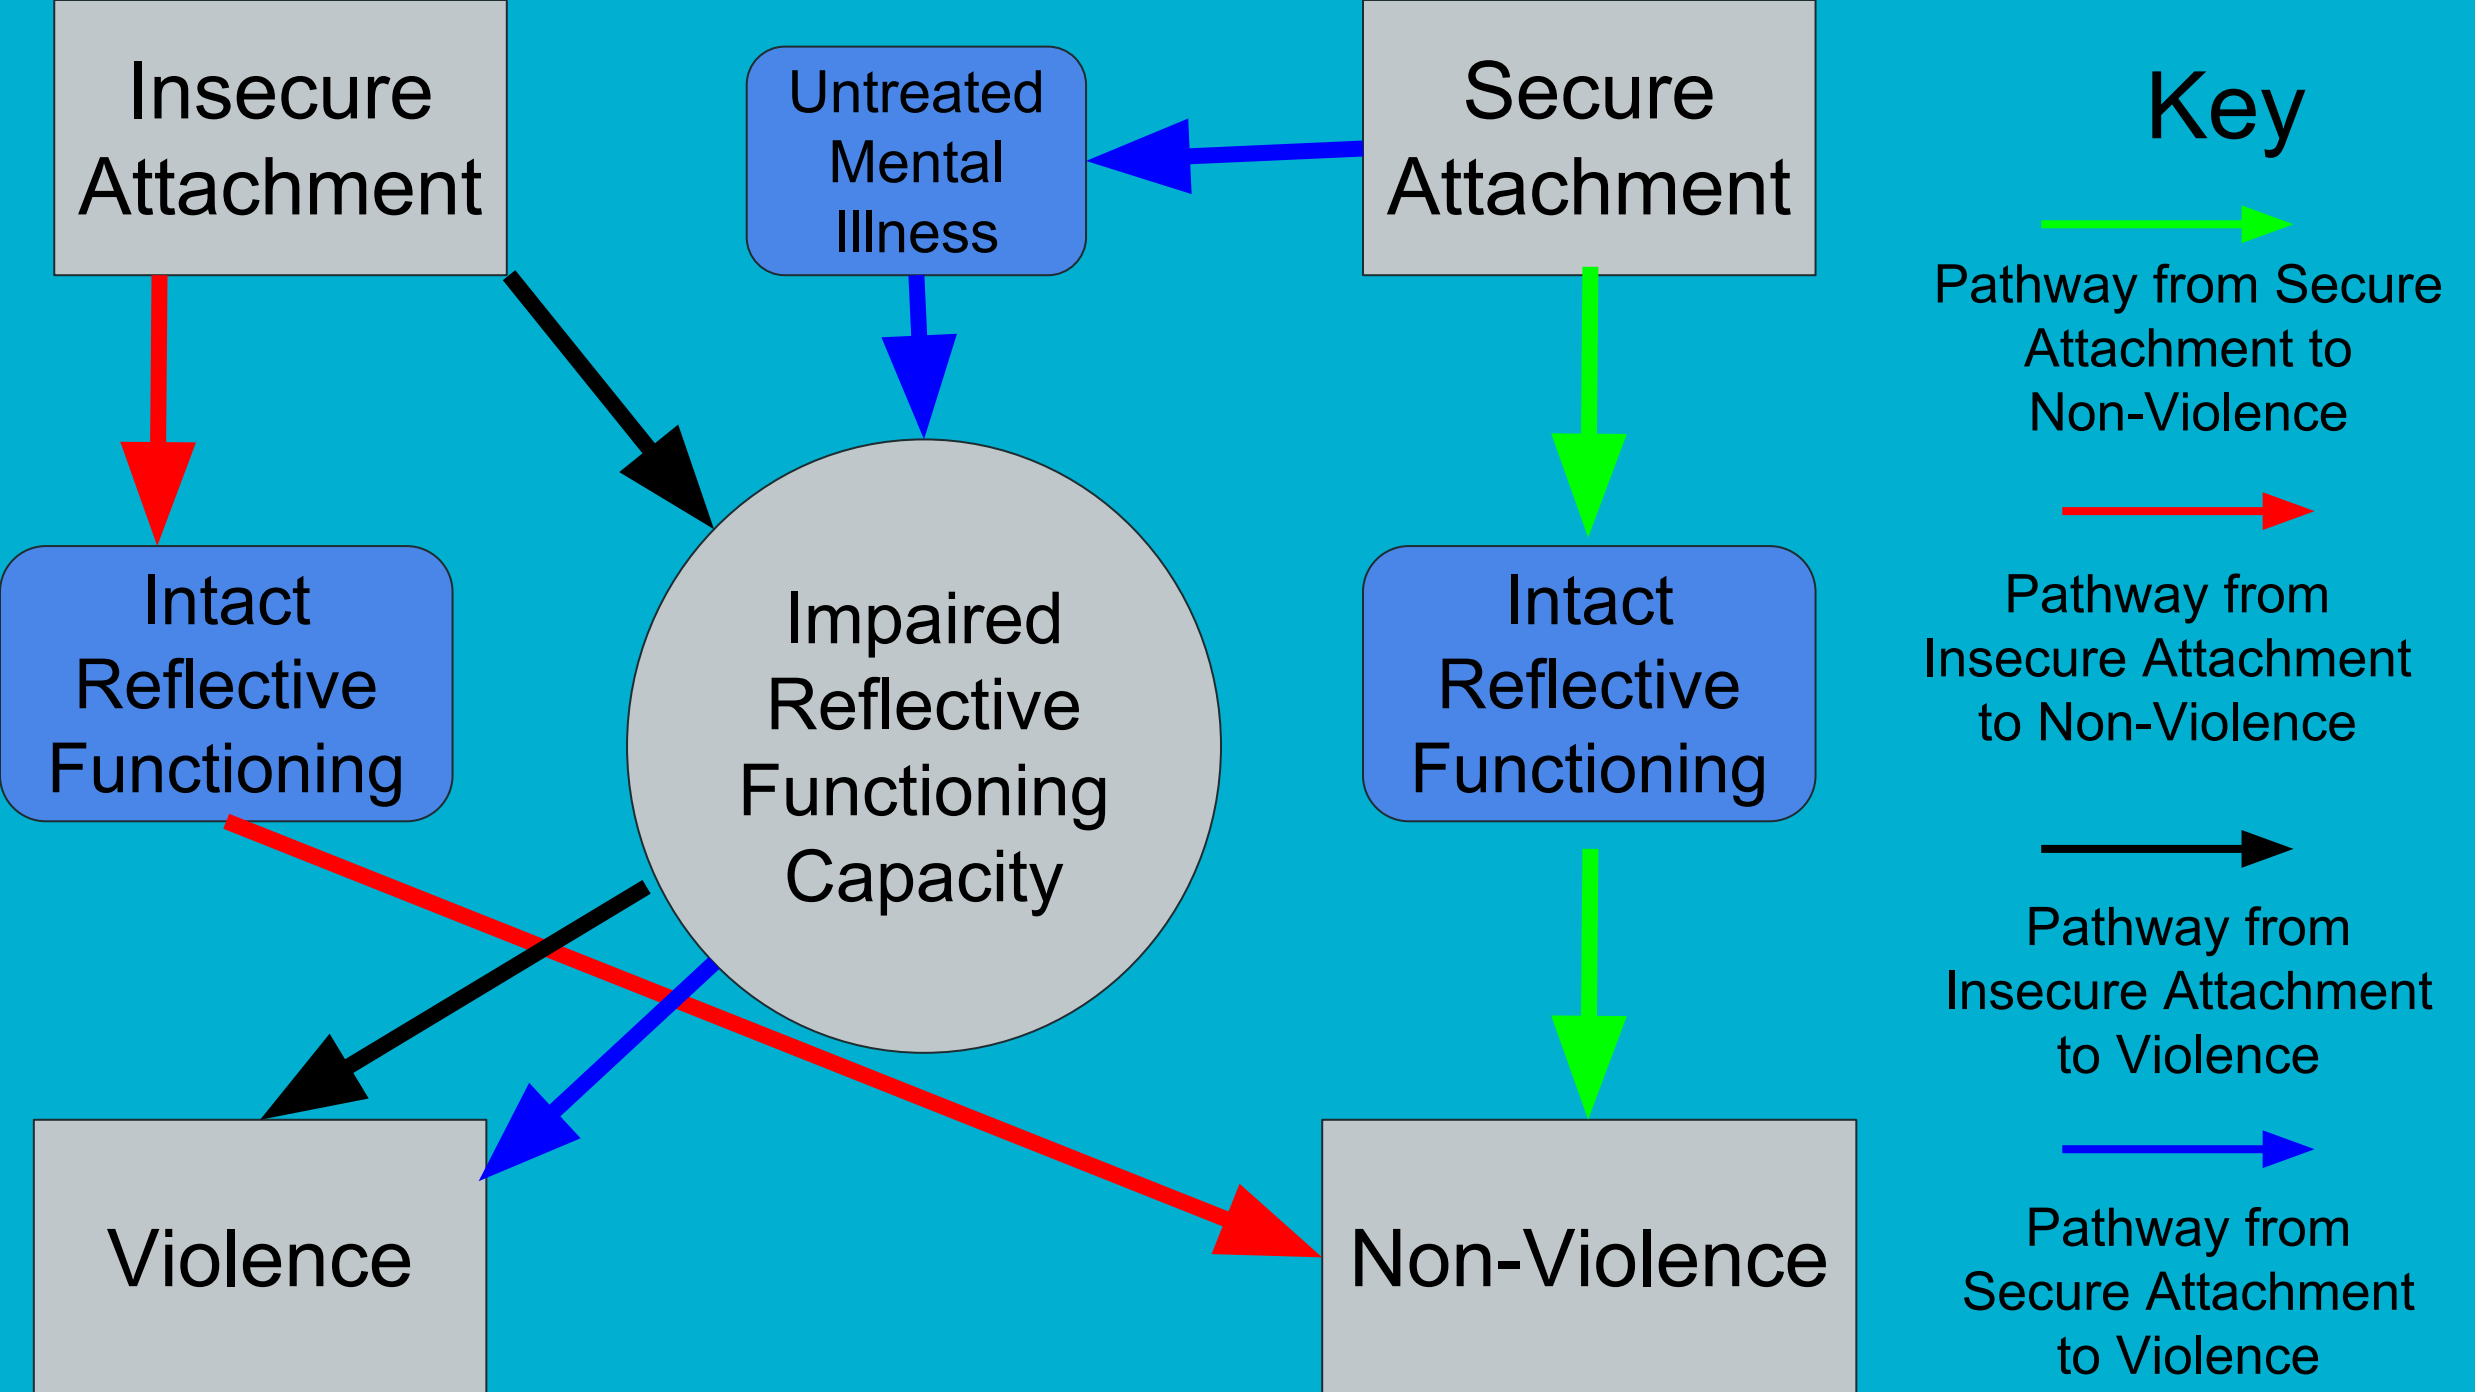 Insecure
Attachment
Untreated
Mental
Illness
Secure
Attachment
Key
Pathway from Secure
Attachment to
Non-Violence
Pathway from
Insecure Attachment
to Non-Violence
Intact
Reflective
Functioning
Impaired
Reflective
Functioning
Capacity
Intact
Reflective
Functioning
Pathway from
Insecure Attachment
to Violence
Violence
Non-Violence
Pathway from
Secure Attachment
to Violence